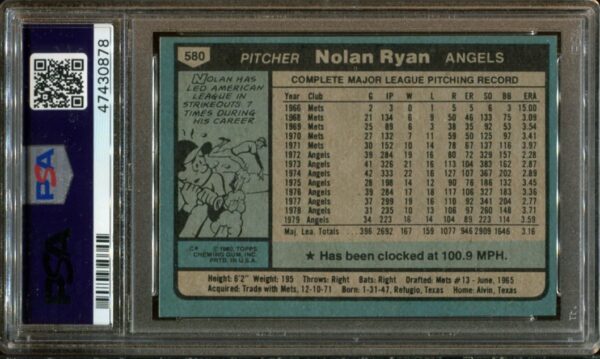 PSA
47430878
580 PITCHER Nolan Ryan ANGELS
NOLAN HAS
LED AMERICAN
LEAGUE IN
STRIKEOUTS 7
TIMES DURING
HIS CAREER
C# © 1980, TOPPS
CHEWING GUM, INC.
PRTD. IN U.S.A.
COMPLETE MAJOR LEAGUE PITCHING RECORD
Year Club G IP W L R ER SO BB ERA
1966 Mets 2 3 0 1 5 5 6 3 15.00
1968 Mets 21 134 6 9 50 46 133 75 3.09
1969 Mets 25 89 6 3 38 35 92 53 3.54
1970 Mets 27 132 7 11 59 50 125 97 3.41
1971 Mets 30 152 10 14 78 67 137 116 3.97
1972 Angels 39 284 19 16 80 72 329 157 2.28
1973 Angels 41 326 21 16 113 104 383 162 2.87
1974 Angels 42 333 22 16 127 107 367 202 2.89
1975 Angels 28 198 14 12 90 76 186 132 3.45
1976 Angels 39 284 17 18 117 106 327 183 3.36
1977 Angels 37 299 19 16 110 92 341 204 2.77
1978 Angels 31 235 10 13 106 97 260 148 3.71
1979 Angels 34 223 16 14 104 89 223 114 3.59
Maj. Lea. Totals 396 2692 167 159 1077 946 2909 1646 3.16
★ Has been clocked at 100.9 MPH.
Height: 6'2" Weight: 195 Throws: Right Bats: Right Drafted: Mets #13 - June, 1965
Acquired: Trade with Mets, 12-10-71 Born: 1-31-47, Refugio, Texas Home: Alvin, Texas